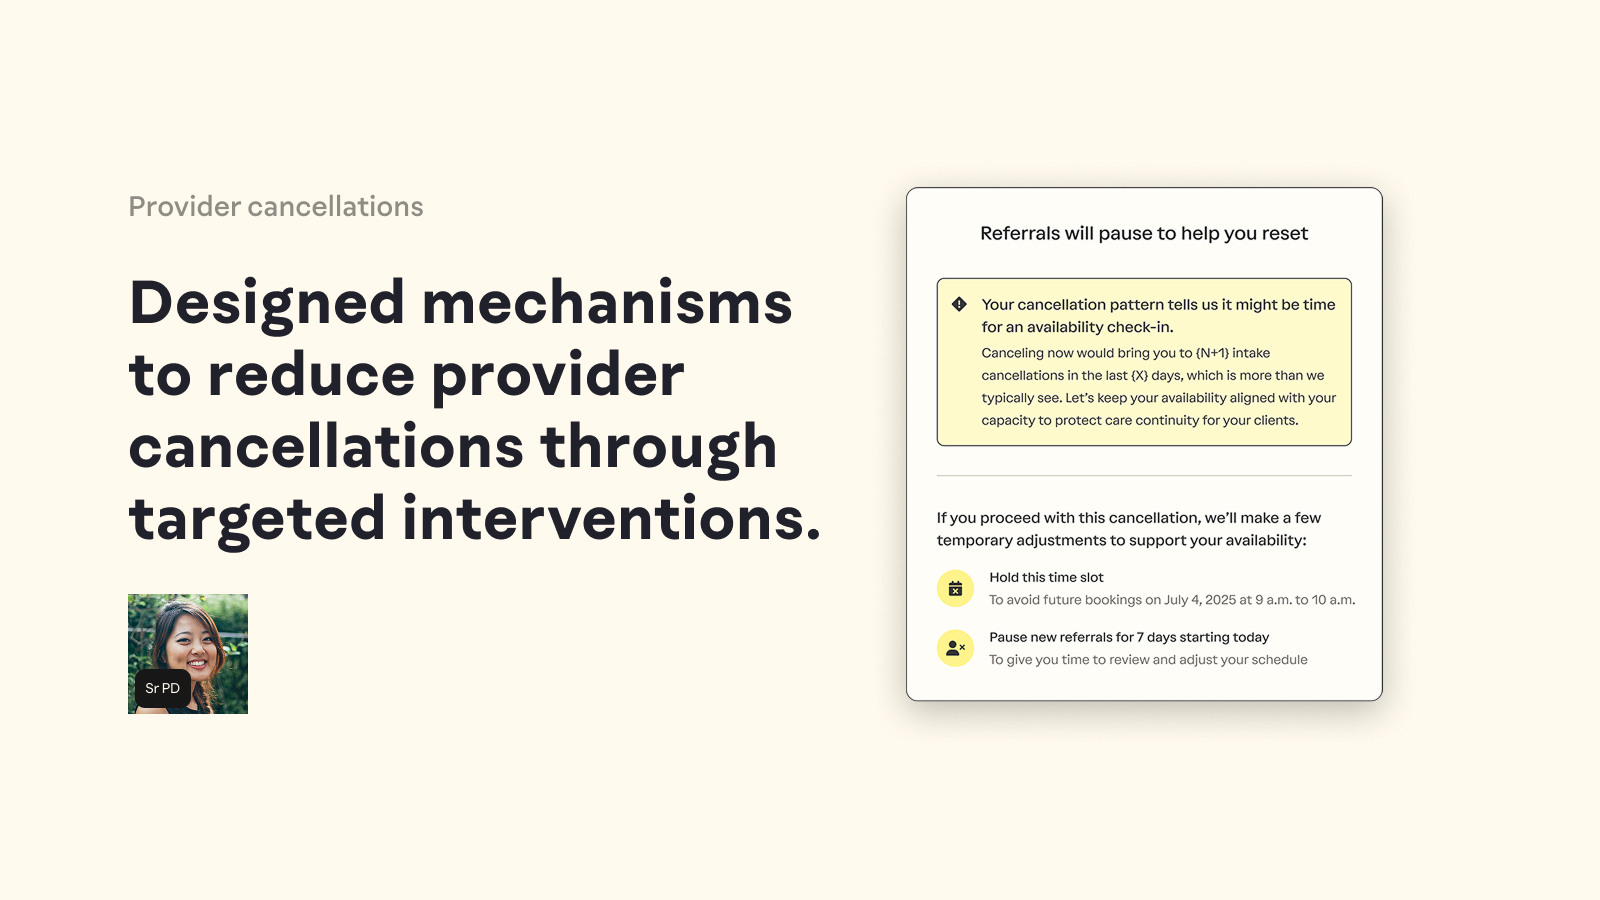 Provider cancellations
Designed mechanisms
to reduce provider
cancellations through
targeted interventions.
Sr PD
Referrals will pause to help you reset
Your cancellation pattern tells us it might be time
for an availability check-in.
Canceling now would bring you to {N+1} intake
cancellations in the last {X} days, which is more than we
typically see. Let’s keep your availability aligned with your
capacity to protect care continuity for your clients.
If you proceed with this cancellation, we’ll make a few
temporary adjustments to support your availability:
Hold this time slot
To avoid future bookings on July 4, 2025 at 9 a.m. to 10 a.m.
Pause new referrals for 7 days starting today
To give you time to review and adjust your schedule